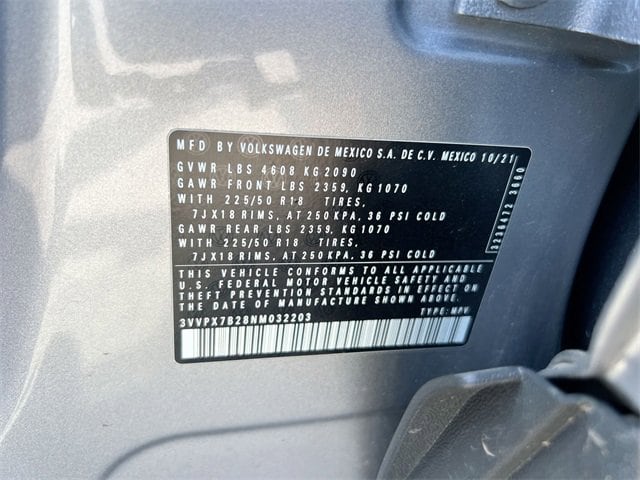 MFD BY VOLKSWAGEN DE MEXICO S.A. DE C.V. MEXICO 10/21
GVWR LBS 4608 KG 2090
GAWR FRONT LBS 2359, KG 1070
WITH 225/50 R18 TIRES,
7JX18 RIMS, AT 250 KPA, 36 PSI COLD
GAWR REAR LBS 2359, KG 1070
WITH 225/50 R18 TIRES,
7JX18 RIMS, AT 250 KPA, 36 PSI COLD
THIS VEHICLE CONFORMS TO ALL APPLICABLE
U.S. FEDERAL MOTOR VEHICLE SAFETY AND
THEFT PREVENTION STANDARDS IN EFFECT ON
THE DATE OF MANUFACTURE SHOWN ABOVE.
3VVPX7B28NM032203 TYPE: MPV